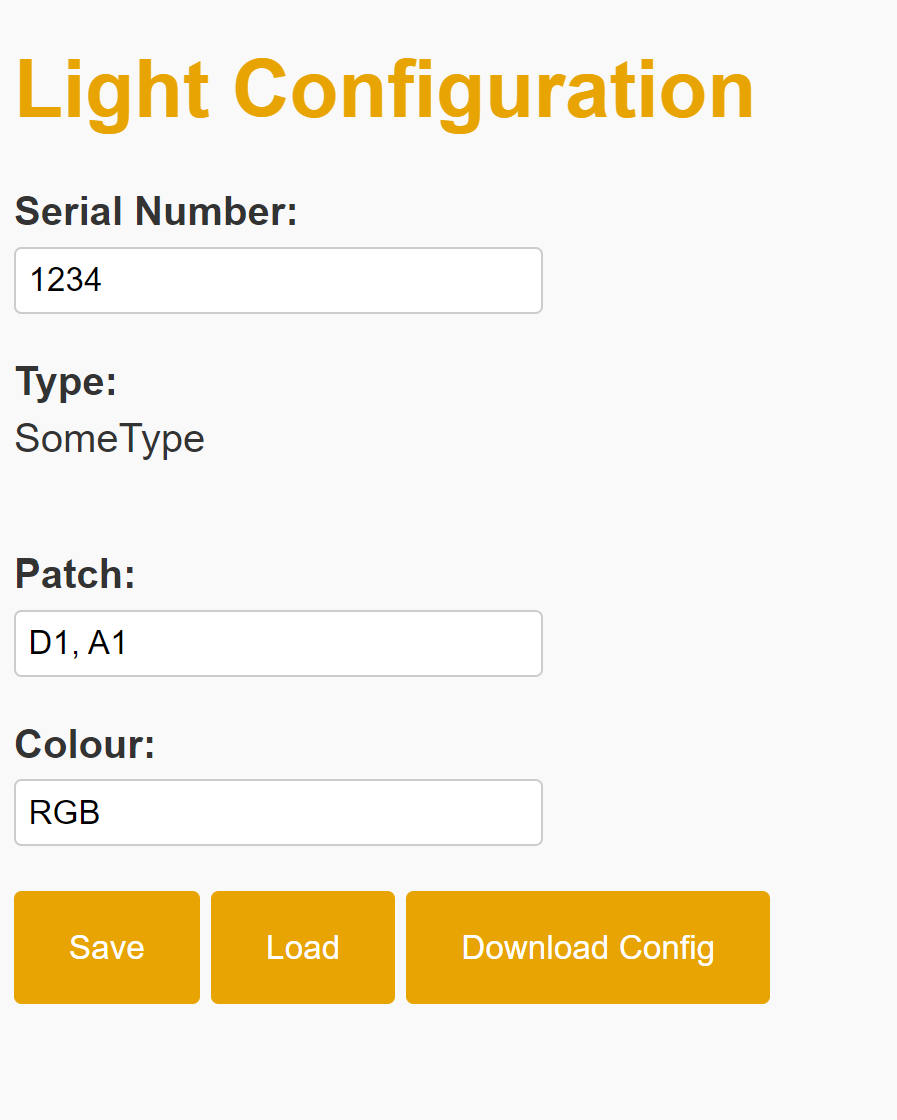 Light Configuration
Serial Number:
1234
Type:
SomeType
Patch:
D1, A1
Colour:
RGB
Save Load Download Config